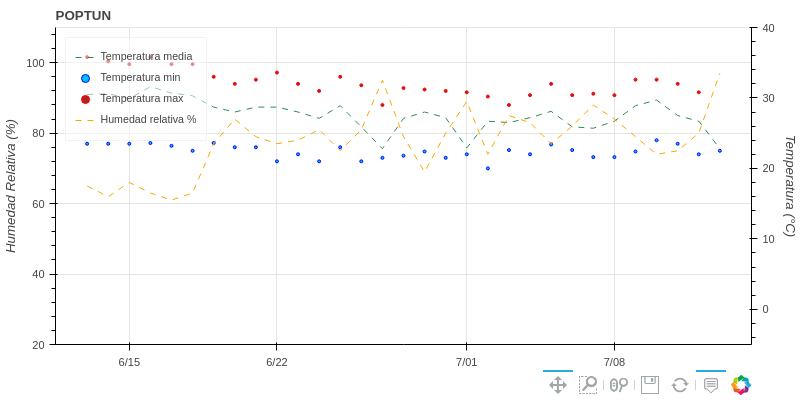 POPTUN
Temperatura media
Temperatura min
Temperatura max
Humedad relativa %
Humedad Relativa (%)
100
80
60
40
20
40
30
20
10
0
Temperatura (°C)
6/15
6/22
7/01
7/08